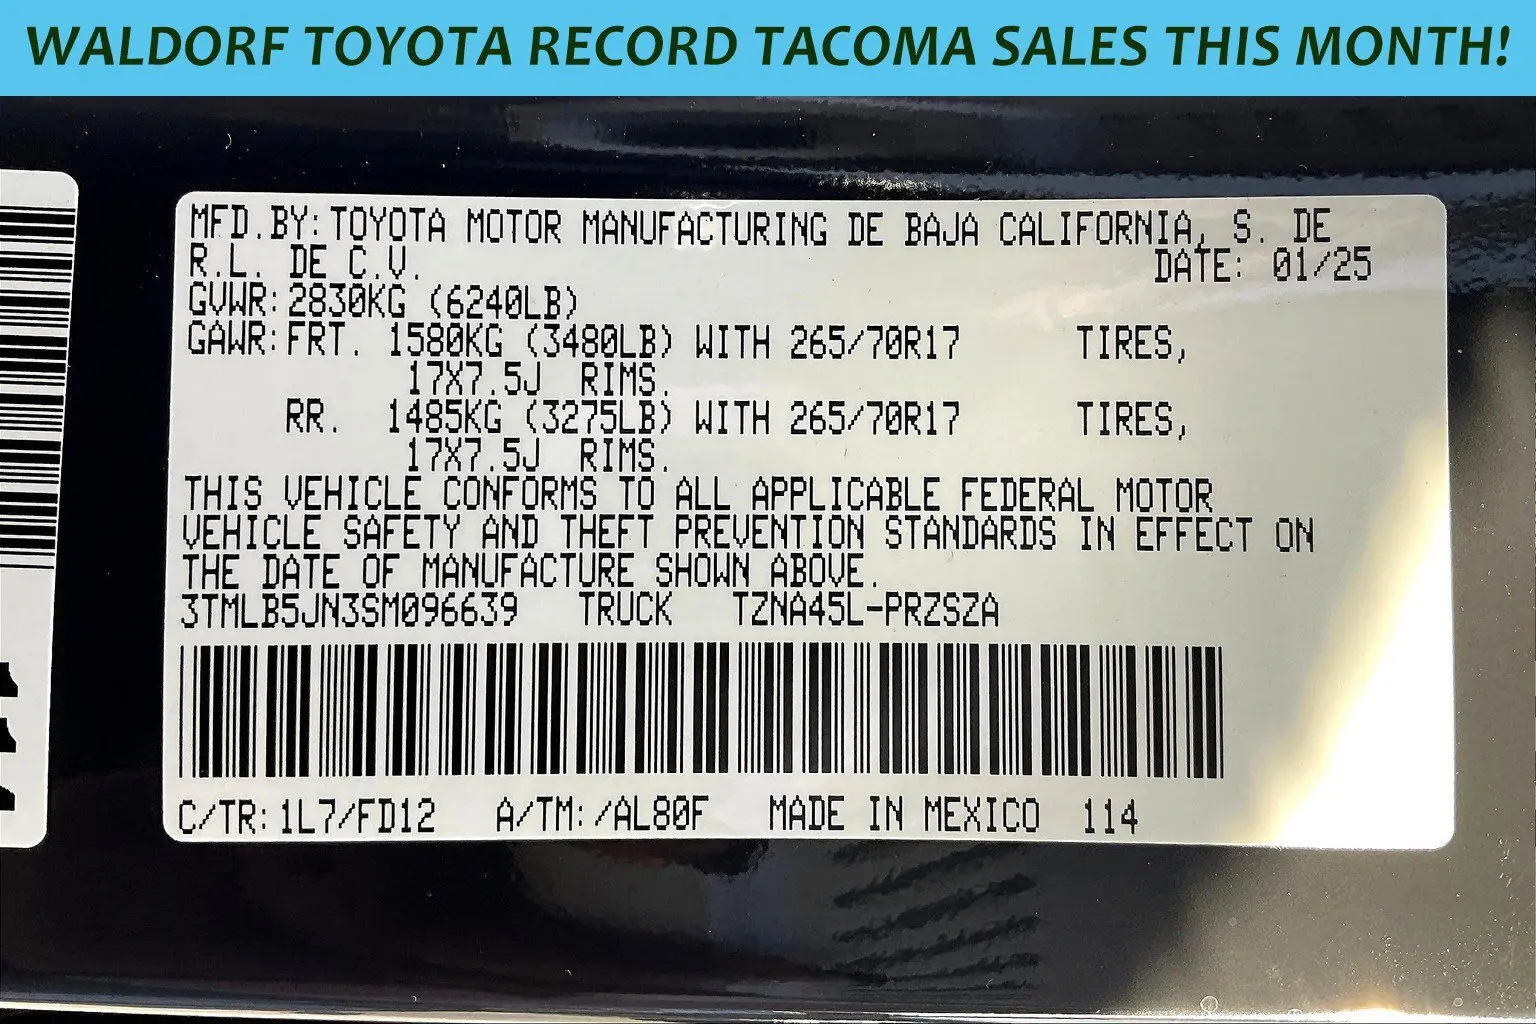 WALDORF TOYOTA RECORD TACOMA SALES THIS MONTH!
MFD.BY: TOYOTA MOTOR MANUFACTURING DE BAJA CALIFORNIA, S. DE
R.L. DE C.V.
DATE: 01/25
GVWR: 2830KG (6240LB)
GAWR: FRT. 1580KG (3480LB) WITH 265/70R17 TIRES,
17X7.5J RIMS.
RR. 1485KG (3275LB) WITH 265/70R17 TIRES,
17X7.5J RIMS.
THIS VEHICLE CONFORMS TO ALL APPLICABLE FEDERAL MOTOR
VEHICLE SAFETY AND THEFT PREVENTION STANDARDS IN EFFECT ON
THE DATE OF MANUFACTURE SHOWN ABOVE.
3TMLB5JN3SM096639 TRUCK TZNA45L-PRZSZA
C/TR: 1L7/FD12 A/TM: /AL80F MADE IN MEXICO 114